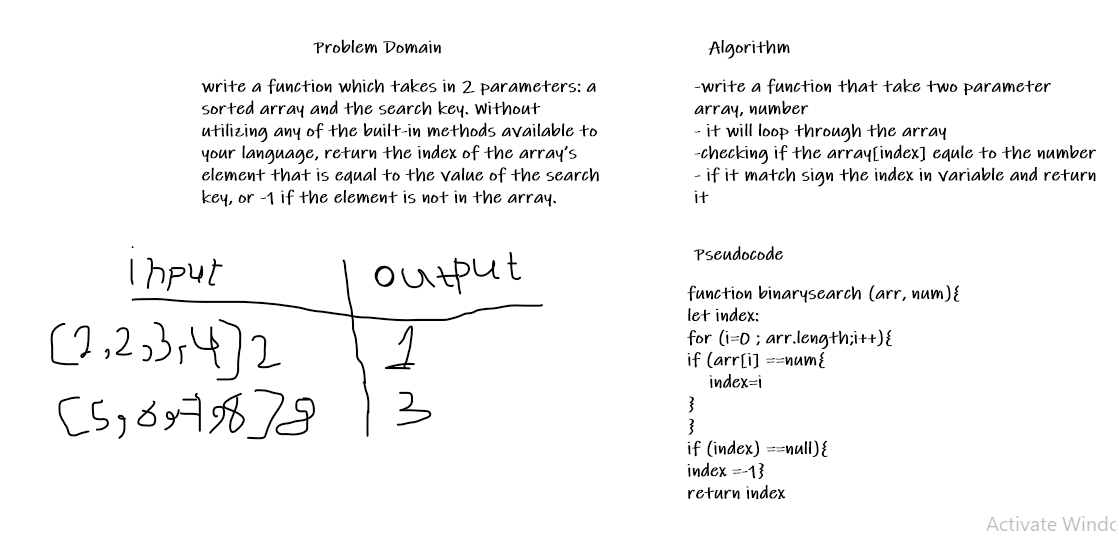 Problem Domain
write a function which takes in 2 parameters: a
sorted array and the search key. Without
utilizing any of the built-in methods available to
your language, return the index of the array's
element that is equal to the value of the search
key, or -1 if the element is not in the array.
input output
[1,2,3,4]2 1
[5,6,7,8]8 3
Algorithm
-write a function that take two parameter
array, number
- it will loop through the array
-checking if the array[index] equle to the number
- if it match sign the index in variable and return
it
Pseudocode
function binarysearch (arr, num){
let index:
for (i=0 ; arr.length;i++){
if (arr[i] ==num{
index=i
}
}
if (index) ==null){
index =-1}
return index
Activate Windo